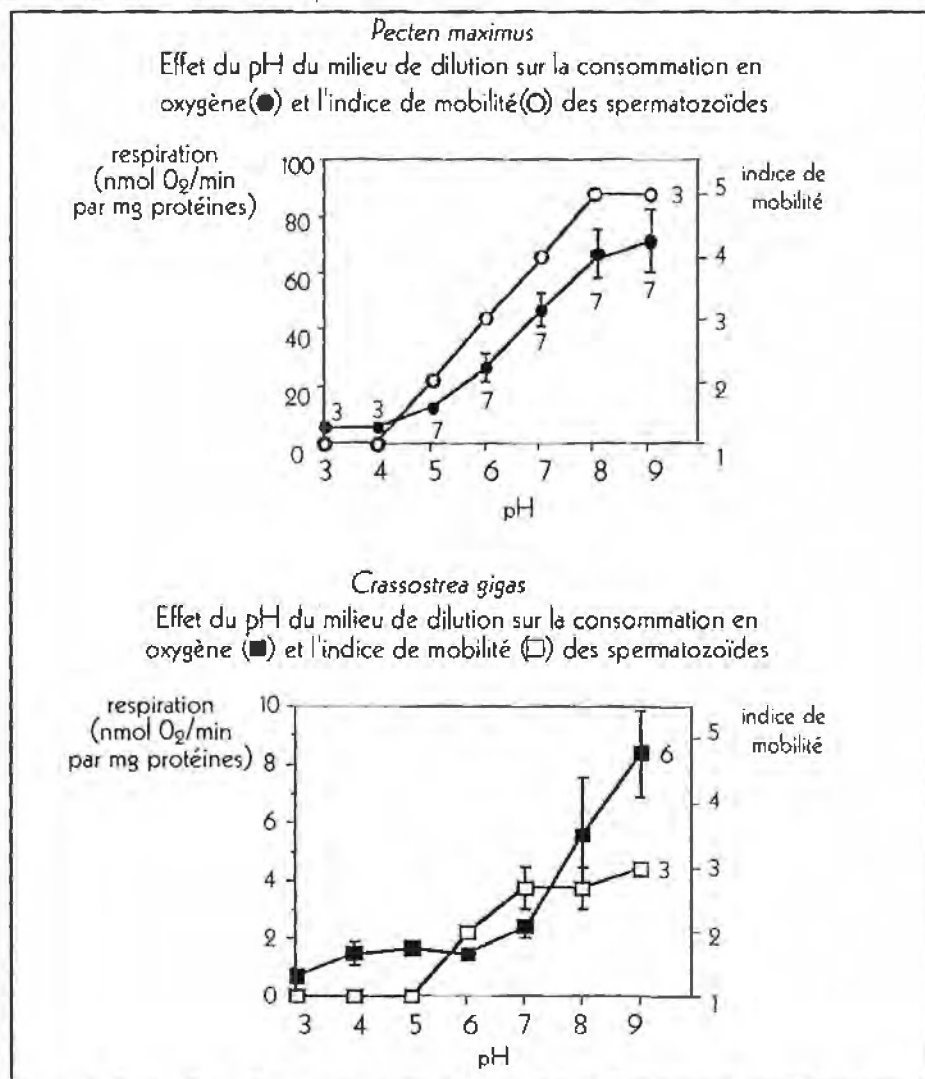 Pecten maximus
Effet du pH du milieu de dilution sur la consommation en
oxygène (●) et l'indice de mobilité (O) des spermatozoïdes
respiration
(nmol O₂/min
par mg protéines)
indice de
mobilité
100
80
60
40
20
0
5
4
3
2
1
3
3
3
7
7
7
7
7
3 4 5 6 7 8 9
pH
Crassostrea gigas
Effet du pH du milieu de dilution sur la consommation en
oxygène (■) et l'indice de mobilité (□) des spermatozoïdes
respiration
(nmol O₂/min
par mg protéines)
indice de
mobilité
10
8
6
4
2
0
5
4
3
2
1
6
3
3 4 5 6 7 8 9
pH